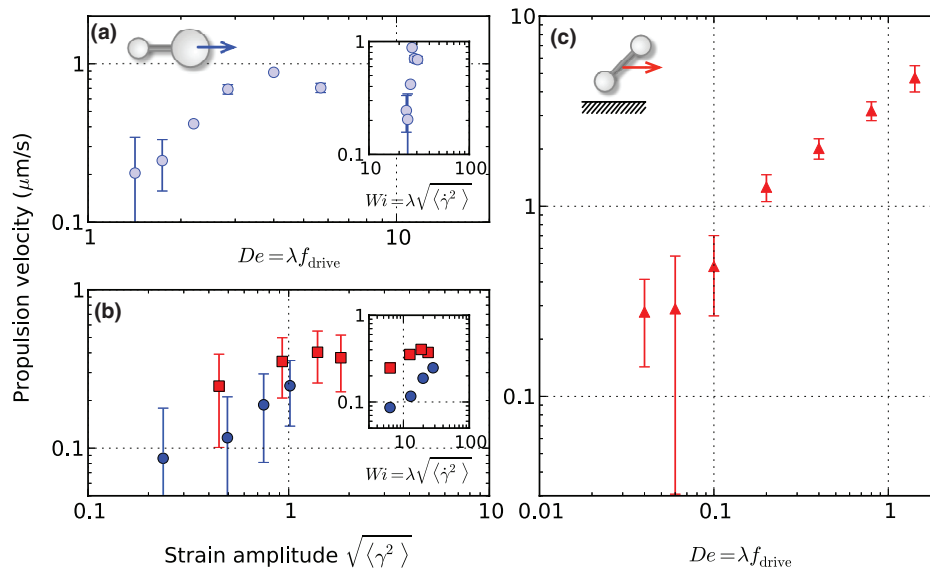 Propulsion velocity (μm/s)
(a)
1
0.1
1
10
De = λf_drive
1
0.1
10
100
Wi = λ√⟨γ̇²⟩
(b)
1
0.1
0.1
1
10
Strain amplitude √⟨γ²⟩
1
0.1
10
100
Wi = λ√⟨γ̇²⟩
(c)
10
1
0.1
0.01
0.1
1
De = λf_drive